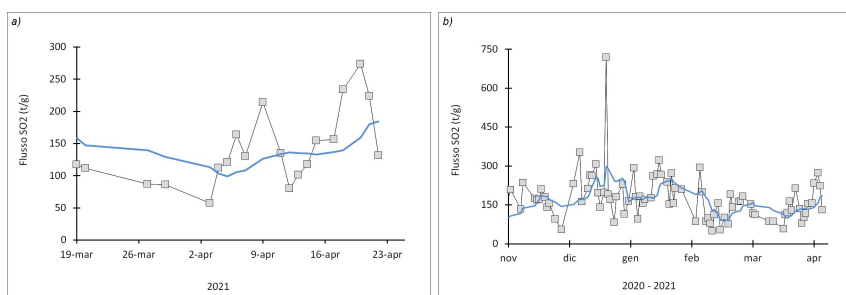 a)
300
250
200
150
100
50
0
Flusso SO2 (t/g)
19-mar 26-mar 2-apr 9-apr 16-apr 23-apr
2021
b)
750
600
450
300
150
0
Flusso SO2 (t/g)
nov dic gen feb mar apr
2020 - 2021